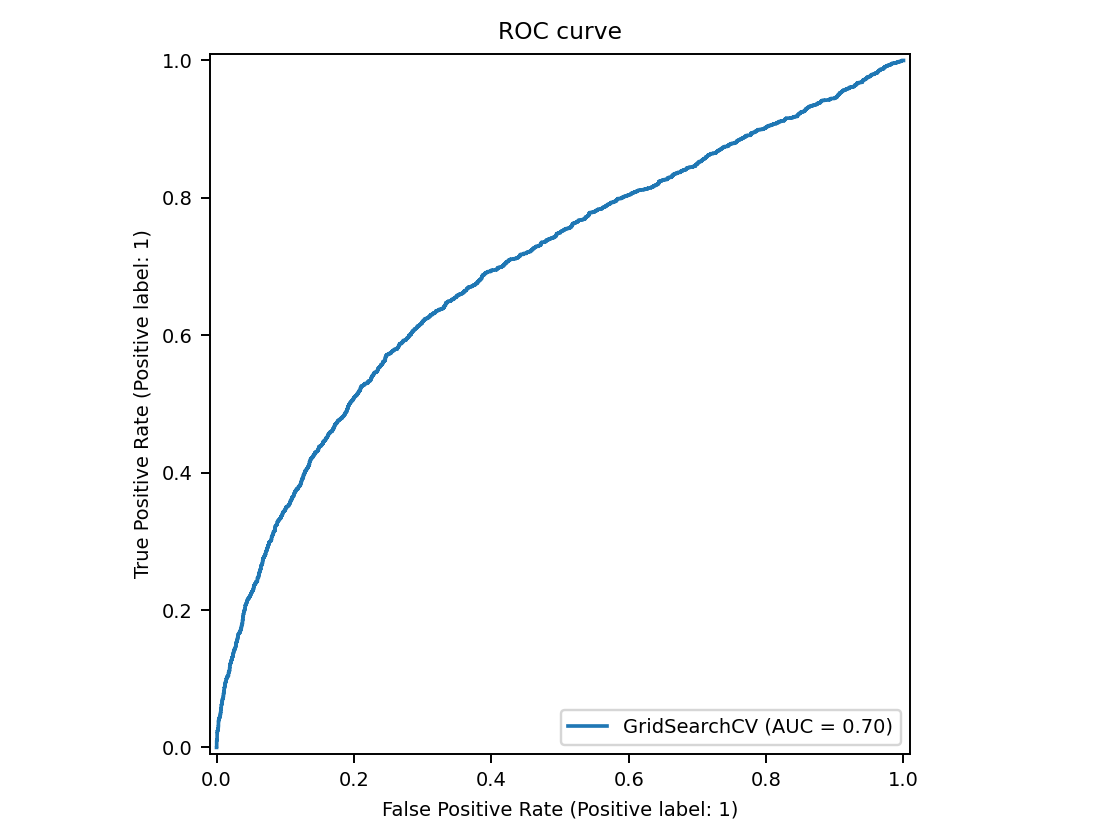 ROC curve
True Positive Rate (Positive label: 1)
1.0
0.8
0.6
0.4
0.2
0.0
GridSearchCV (AUC = 0.70)
0.0 0.2 0.4 0.6 0.8 1.0
False Positive Rate (Positive label: 1)